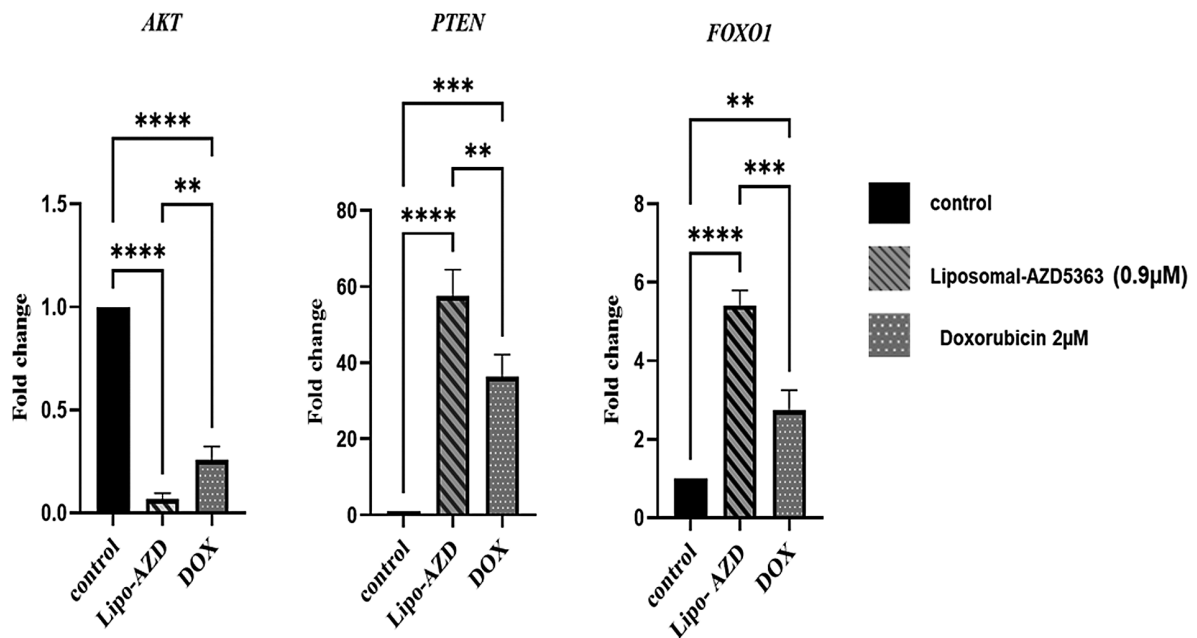 AKT
****
**
****
1.5
1.0
0.5
0.0
Fold change
control
Lipo-AZD
DOX
PTEN
***
**
****
80
60
40
20
0
Fold change
control
Lipo-AZD
DOX
FOXO1
**
***
****
8
6
4
2
0
Fold change
control
Lipo- AZD
DOX
control
Liposomal-AZD5363 (0.9µM)
Doxorubicin 2µM